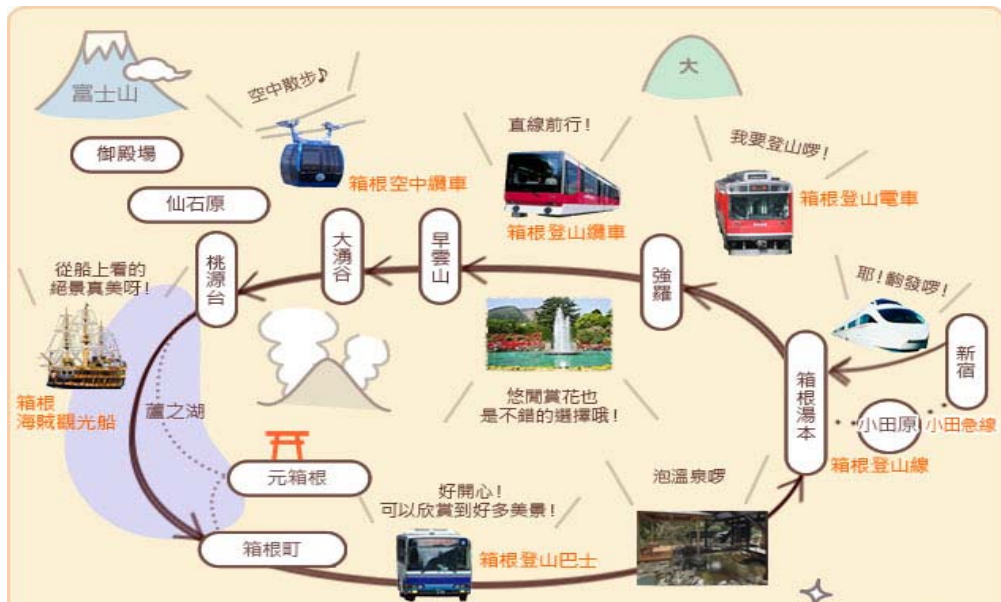 富士山
大
空中散步♪
直線前行！
我要登山啰！
御殿場
箱根空中纜車
箱根登山纜車
箱根登山電車
仙石原
桃源台
大湧谷
早雲山
強羅
從船上看的
絕景真美呀！
耶！齣發啰！
新宿
箱根湯本
小田原
小田急線
箱根登山線
箱根
海賊觀光船
蘆之湖
悠閒賞花也
是不錯的選擇哦！
元箱根
好開心！
可以欣賞到好多美景！
泡溫泉啰
箱根町
箱根登山巴士